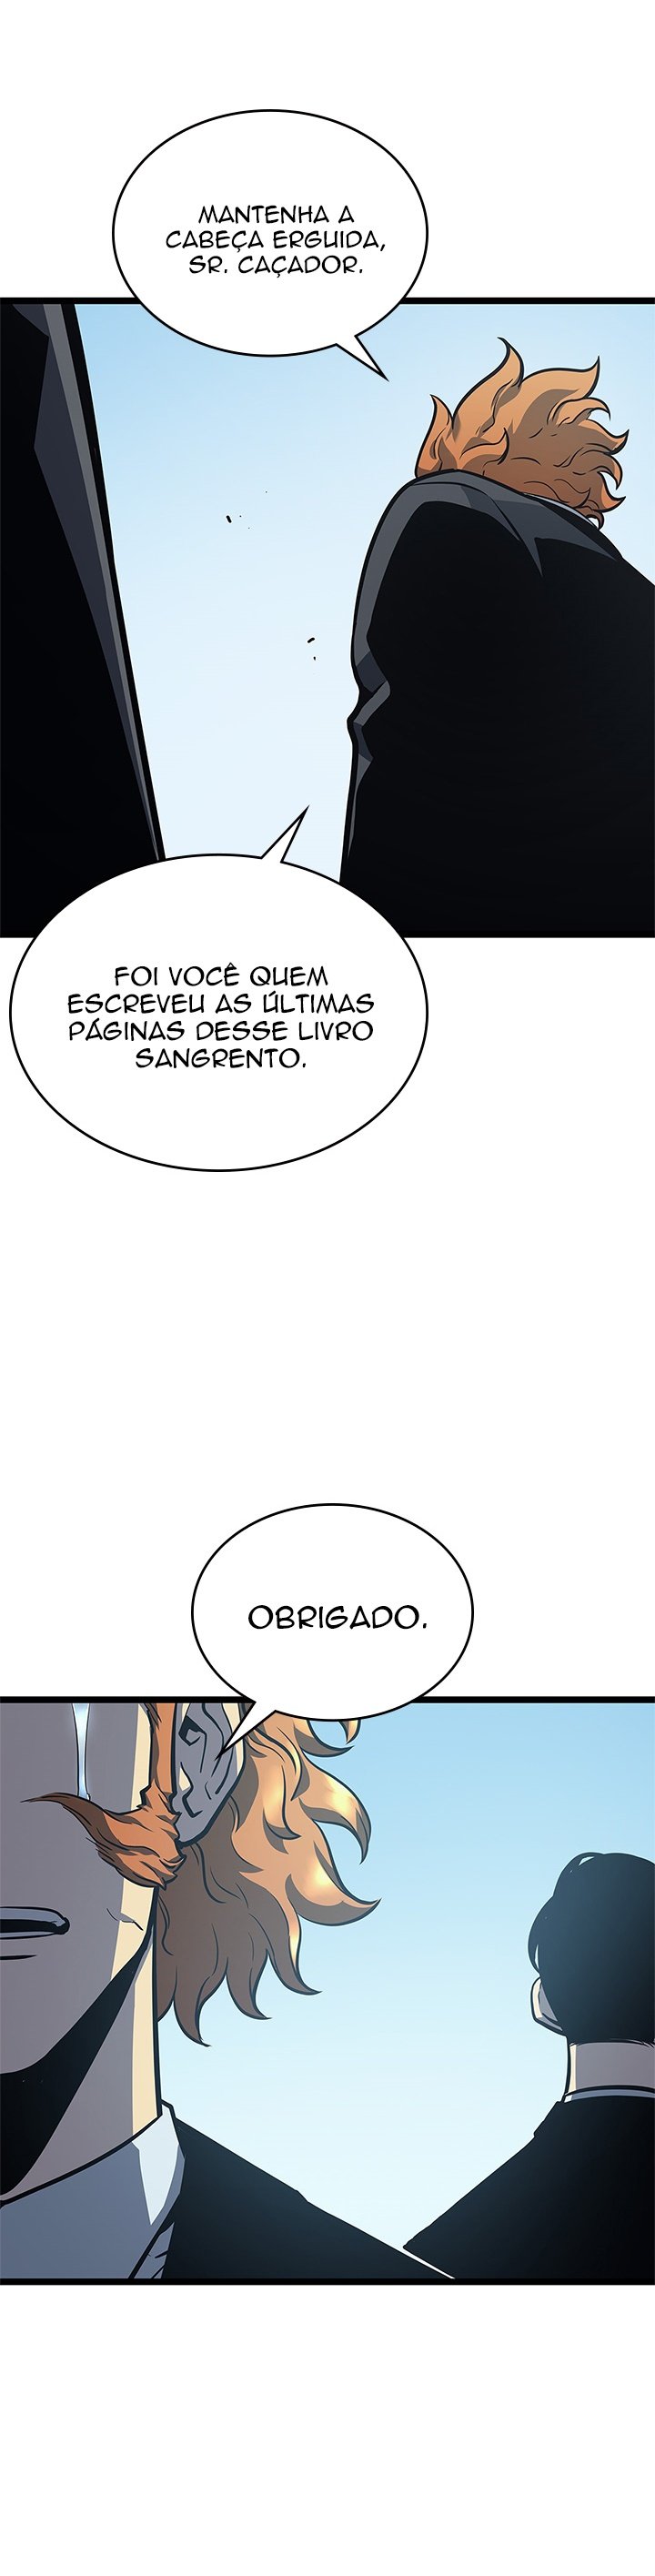 MANTENHA A
CABEÇA ERGUIDA,
SR. CAÇADOR.
FOI VOCÊ QUEM
ESCREVEU AS ÚLTIMAS
PÁGINAS DESSE LIVRO
SANGRENTO.
OBRIGADO.